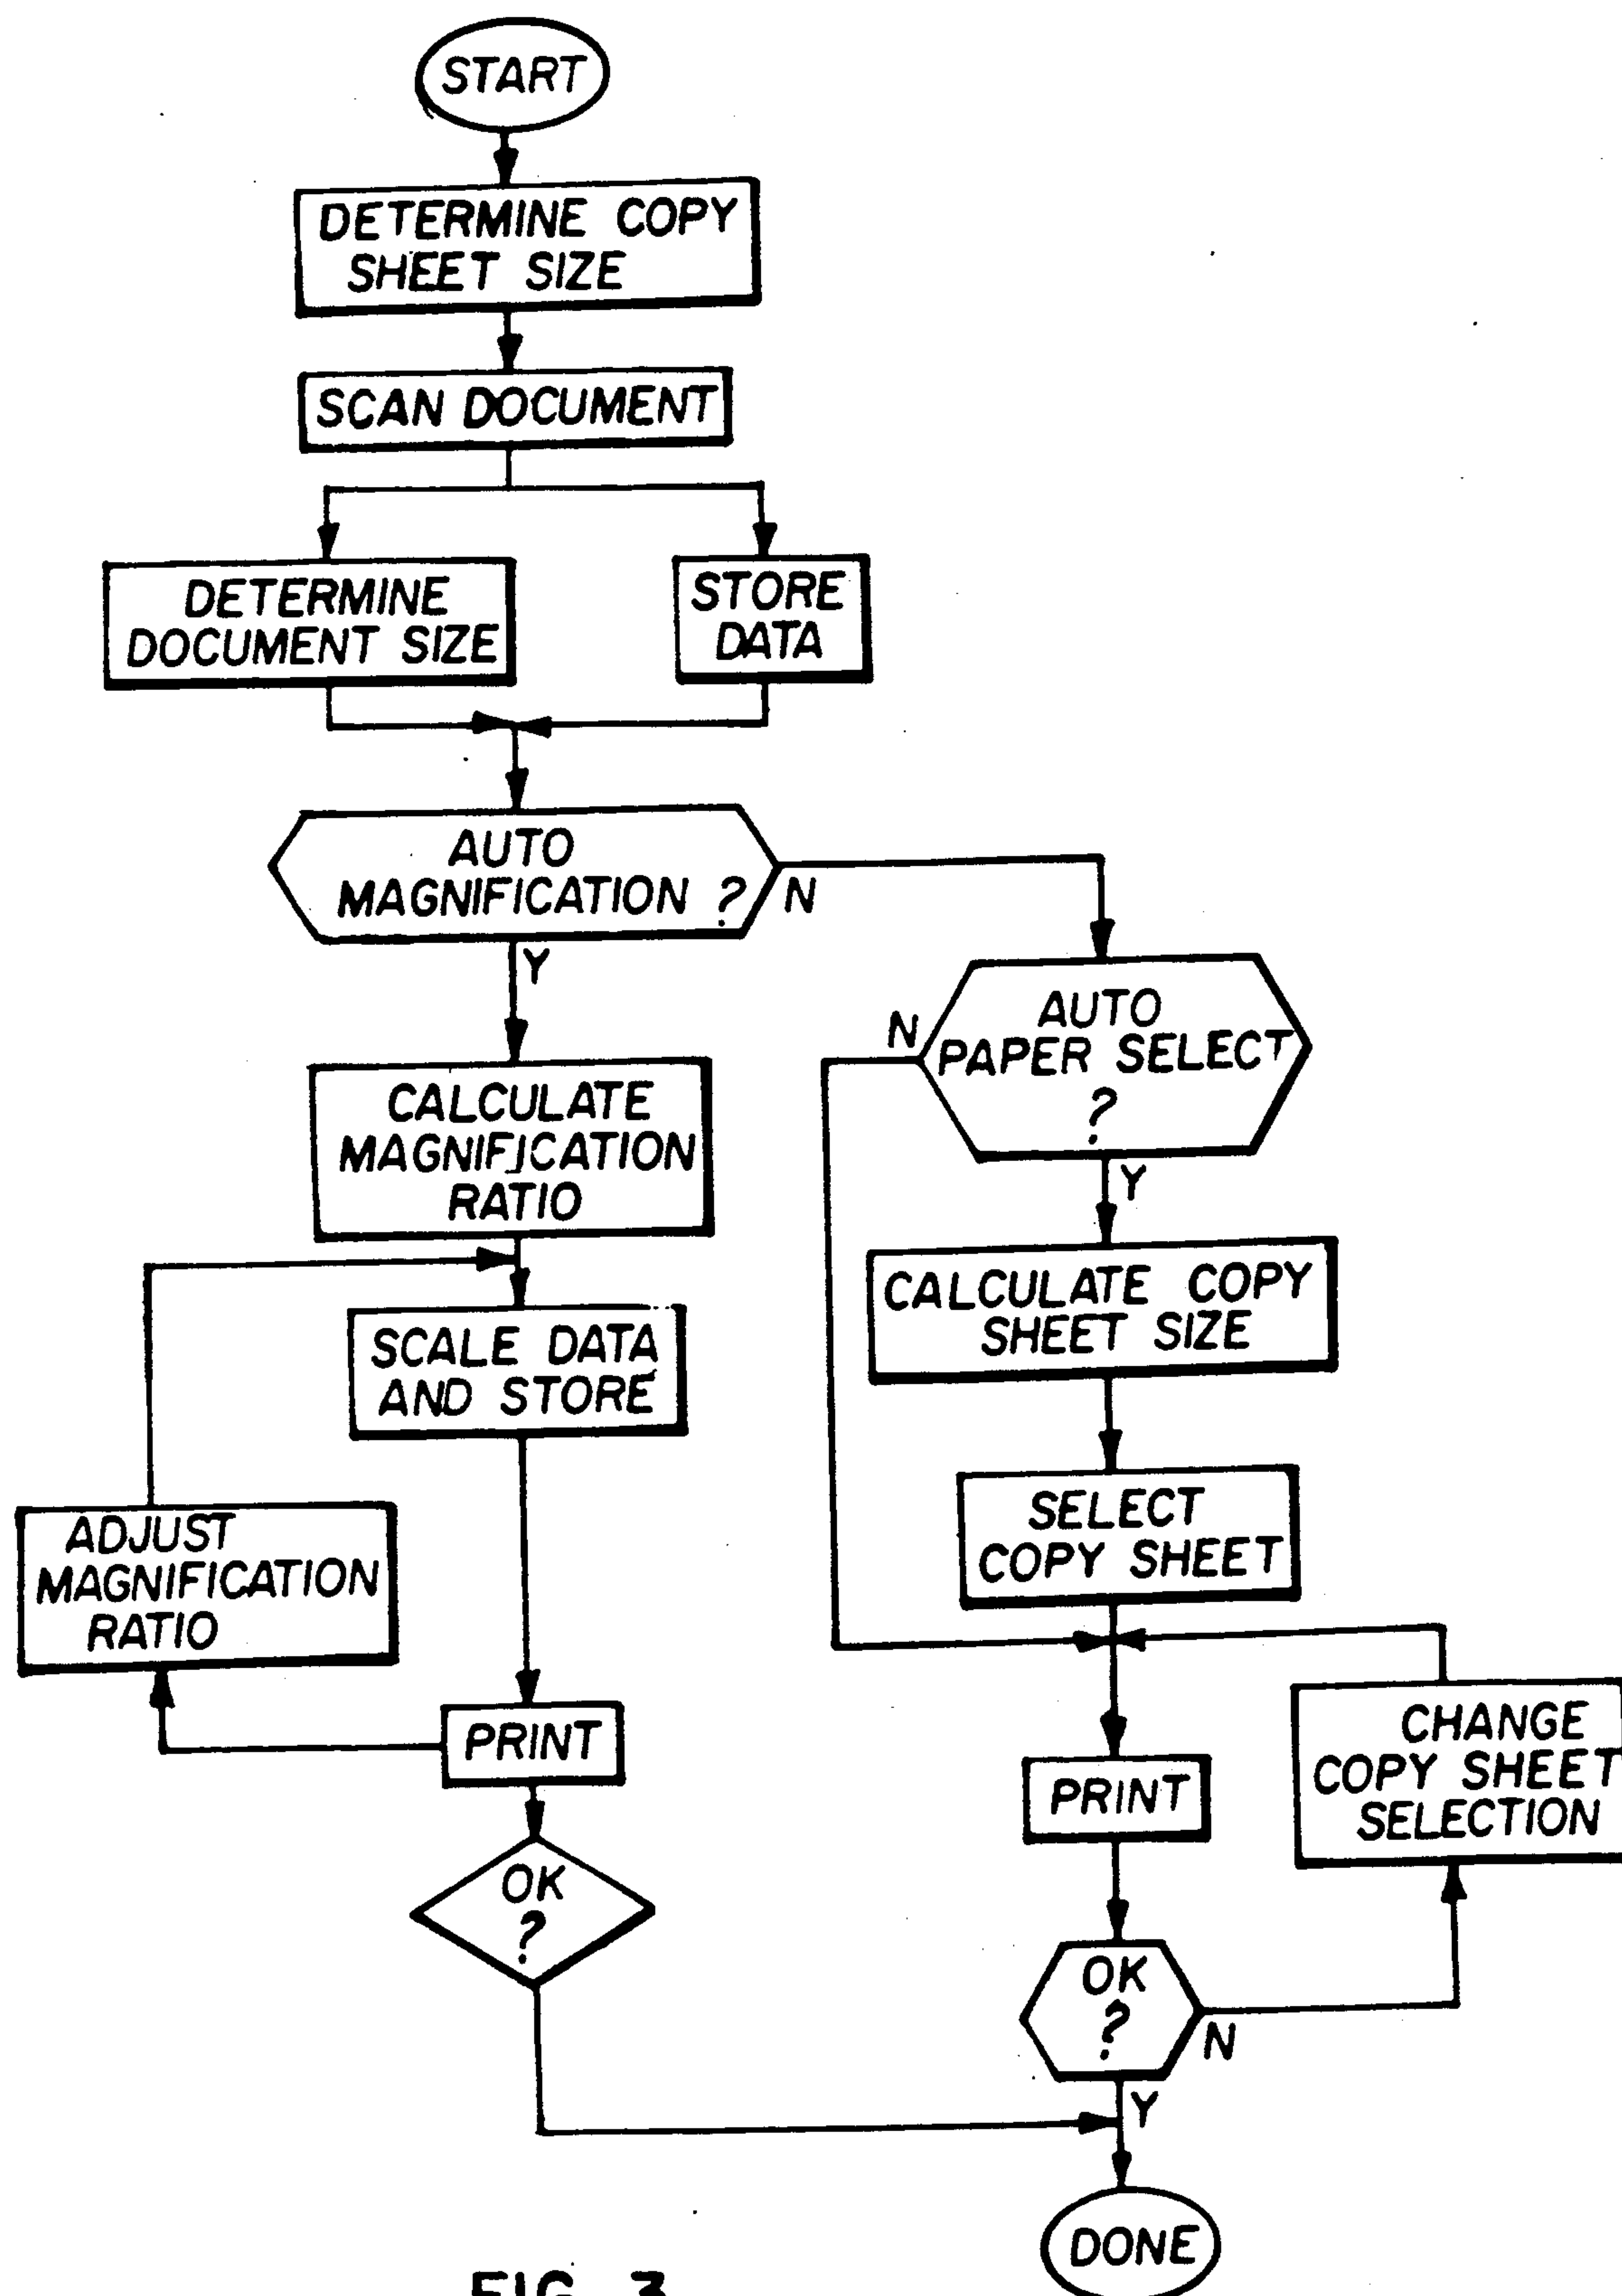 START
DETERMINE COPY
SHEET SIZE
SCAN DOCUMENT
DETERMINE
DOCUMENT SIZE
STORE
DATA
AUTO
MAGNIFICATION ?
N
Y
AUTO
PAPER SELECT
?
N
Y
CALCULATE
MAGNIFICATION
RATIO
CALCULATE COPY
SHEET SIZE
SCALE DATA
AND STORE
SELECT
COPY SHEET
ADJUST
MAGNIFICATION
RATIO
PRINT
CHANGE
COPY SHEET
SELECTION
PRINT
OK
?
OK
?
N
Y
DONE
FIG. 3